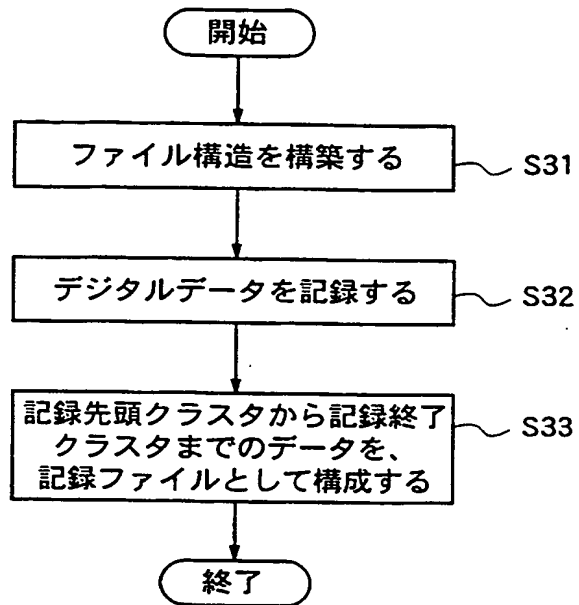 開始
ファイル構造を構築する
S31
デジタルデータを記録する
S32
記録先頭クラスタから記録終了
クラスタまでのデータを、
記録ファイルとして構成する
S33
終了